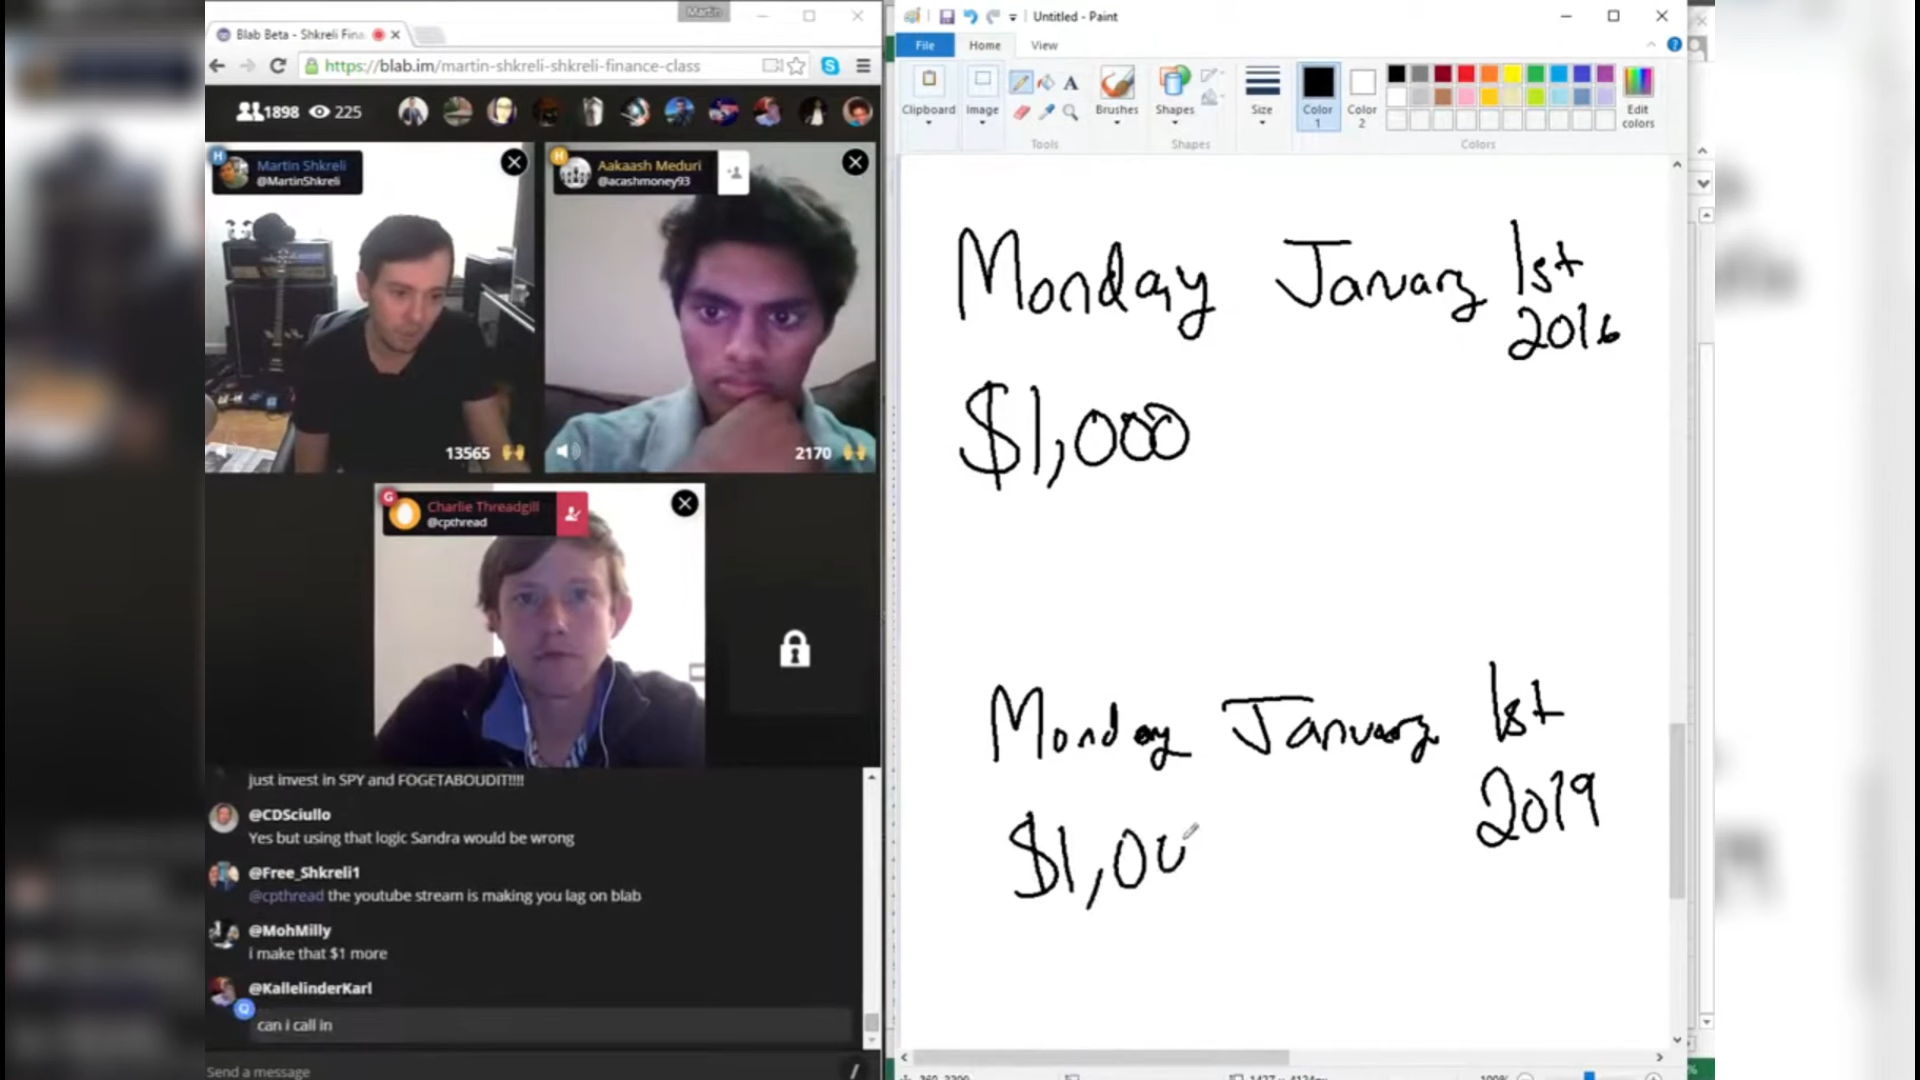 Martin
Blab Beta - Shkreli Fina
https://blab.im/martin-shkreli-shkreli-finance-class
1898 225
Martin Shkreli
@MartinShkreli
13565
Aakaash Meduri
@acashmoney93
2170
Charlie Threadgill
@cpthread
just invest in SPY and FOGETABOUDIT!!!!
@CDSciullo
Yes but using that logic Sandra would be wrong
@Free_Shkreli1
@cpthread the youtube stream is making you lag on blab
@MohMilly
i make that $1 more
@KallelinderKarl
can i call in
Send a message
Untitled - Paint
File Home View
Clipboard Image Brushes Shapes Size Color 1 Color 2 Edit colors
Tools Shapes Colors
Monday January 1st
2016
$1,000
Monday January 1st
2019
$1,00